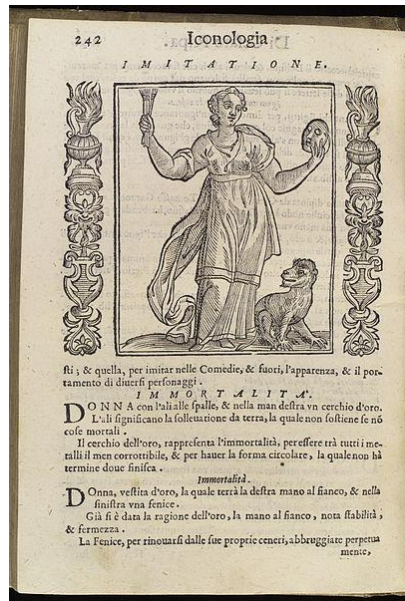 242 Iconologia
IMITATIONE.
sti; & quella, per imitar nelle Comedie, & fuori, l'apparenza, & il por-
tamento di diuersi personaggi.
IMMORTALITA'.
DONNA con l'ali alle spalle, & nella man destra vn cerchio d'oro.
L'ali significano la solleuatione da terra, la quale non sostiene se nõ
cose mortali.
Il cerchio dell'oro, rappresenta l'immortalità, per essere trà tutti i me-
talli il men corrottibile, & per hauer la forma circolare, la quale non hà
termine doue finisca.
Immortalità.
Donna, vestita d'oro, la quale terrà la destra mano al fianco, & nella
sinistra vna fenice.
Già si è data la ragione dell'oro, la mano al fianco, nota stabilità,
& fermezza.
La Fenice, per rinouarsi dalle sue proprie ceneri, abbruggiate perpetua
mente,